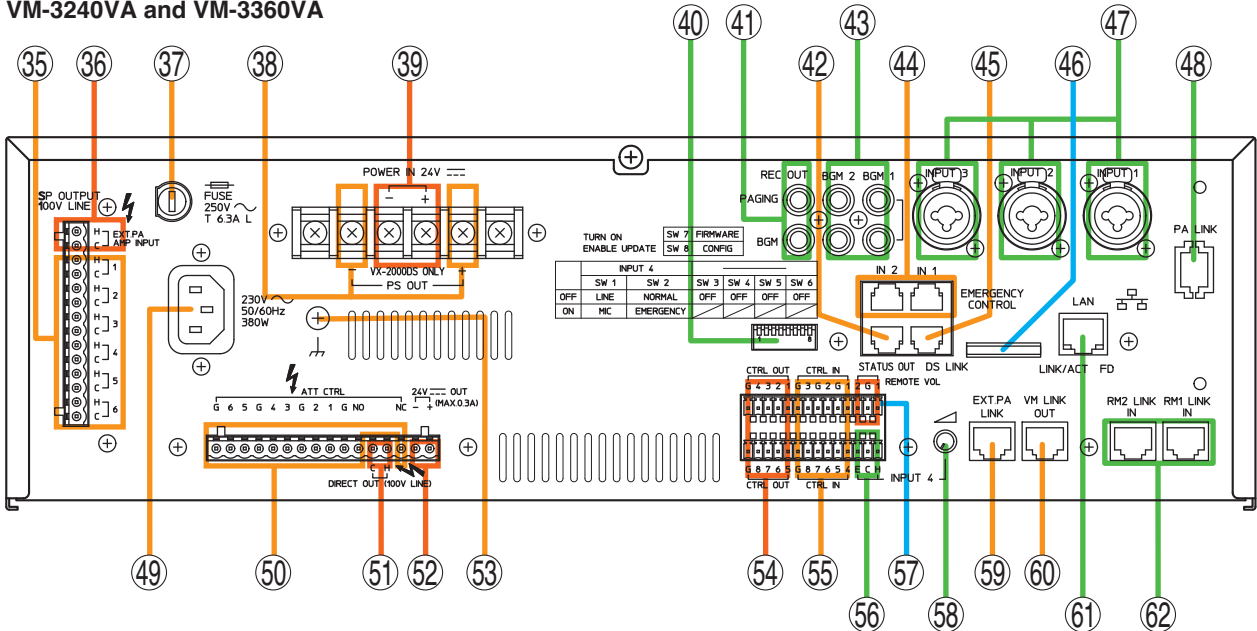 VM-3240VA and VM-3360VA
40 41 43 47
35 36 37 38 39 42 44 45 46 48
SP OUTPUT
100V LINE
H
C
EXT.PA
AMP INPUT
H
C
1
H
C
2
H
C
3
H
C
4
H
C
5
H
C
6
FUSE
250V
T 6.3A L
230V
50/60Hz
380W
POWER IN 24V
− +
− VX-2000DS ONLY +
PS OUT
TURN ON
ENABLE UPDATE
SW 7 FIRMWARE
SW 8 CONFIG
INPUT 4
SW 1 SW 2 SW 3 SW 4 SW 5 SW 6
OFF LINE NORMAL OFF OFF OFF OFF
ON MIC EMERGENCY
1 8
REC OUT BGM 2 BGM 1
PAGING
BGM
INPUT 3 INPUT 2 INPUT 1
PA LINK
IN 2 IN 1
EMERGENCY
CONTROL
STATUS OUT DS LINK
LAN
LINK/ACT FD
ATT CTRL
G 6 5 G 4 3 G 2 1 G NO NC
24V OUT
− + (MAX.0.3A)
C H
DIRECT OUT (100V LINE)
CTRL OUT CTRL IN REMOTE VOL
G 4 3 2 1 G 3 G 2 G 1 2 G 1
G 8 7 6 5 G 8 7 6 5 4 E C H
CTRL OUT CTRL IN INPUT 4
EXT.PA
LINK
VM LINK
OUT
RM2 LINK
IN
RM1 LINK
IN
49 50 51 52 53 54 55 57 59 60
56 58 61 62